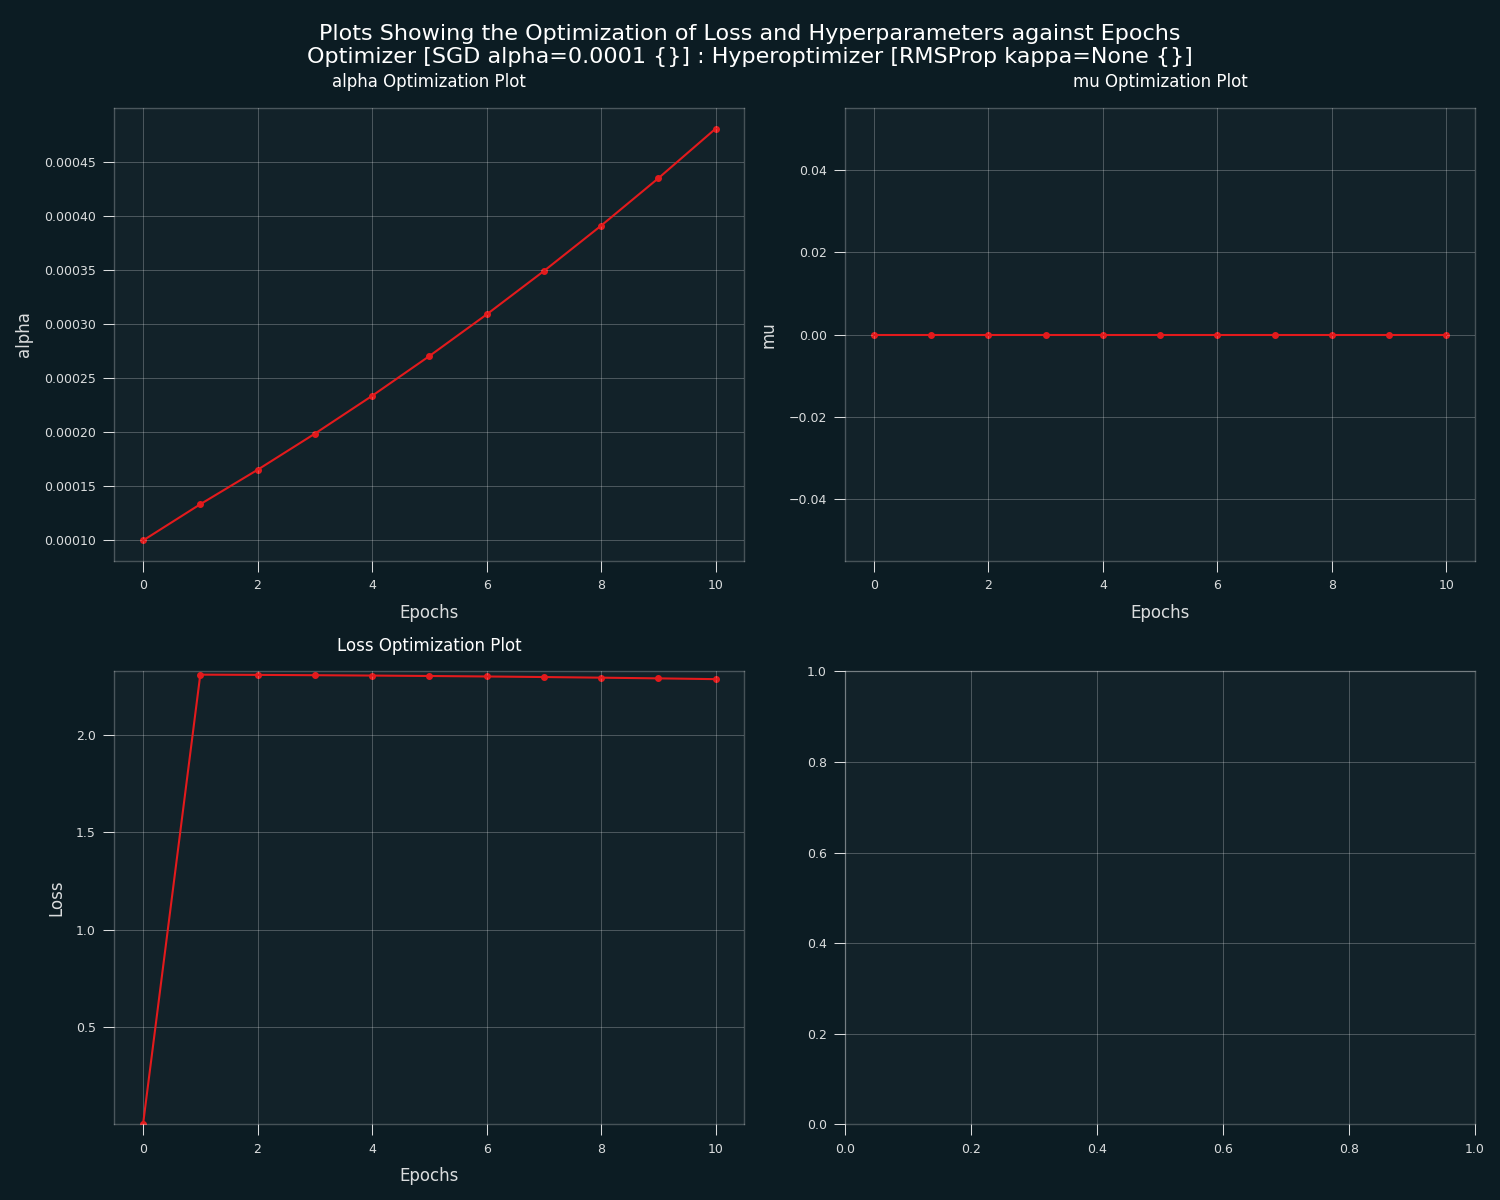 Plots Showing the Optimization of Loss and Hyperparameters against Epochs
Optimizer [SGD alpha=0.0001 {}] : Hyperoptimizer [RMSProp kappa=None {}]
alpha Optimization Plot
alpha
0.00045
0.00040
0.00035
0.00030
0.00025
0.00020
0.00015
0.00010
0 2 4 6 8 10
Epochs
mu Optimization Plot
mu
0.04
0.02
0.00
−0.02
−0.04
0 2 4 6 8 10
Epochs
Loss Optimization Plot
Loss
2.0
1.5
1.0
0.5
0 2 4 6 8 10
Epochs
1.0
0.8
0.6
0.4
0.2
0.0
0.0 0.2 0.4 0.6 0.8 1.0